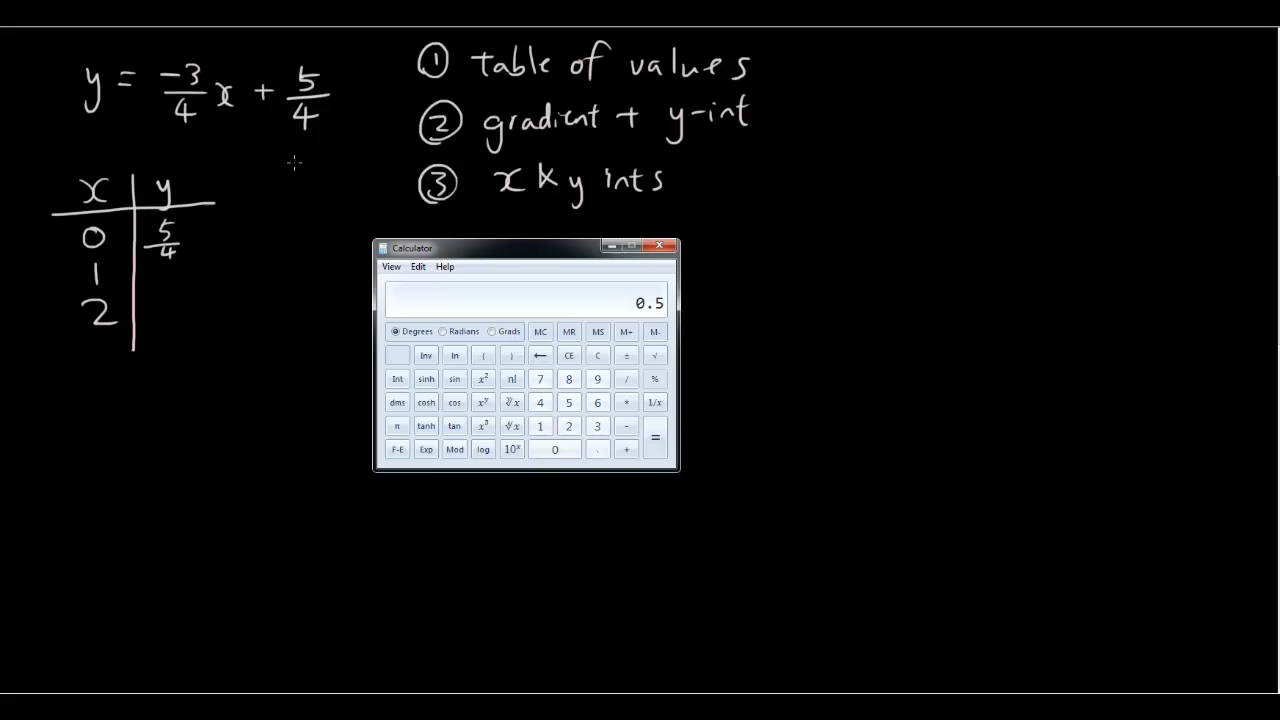 y = -3/4 x + 5/4
① table of values
② gradient + y-int
③ x & y ints
x y
0 5/4
1
2
Calculator
View Edit Help
0.5
Degrees Radians Grads MC MR MS M+ M-
Inv ln ( ) ← CE C ± √
Int sinh sin x² n! 7 8 9 / %
dms cosh cos xʸ ʸ√x 4 5 6 * 1/x
π tanh tan x³ ³√x 1 2 3 - =
F-E Exp Mod log 10ˣ 0 . +